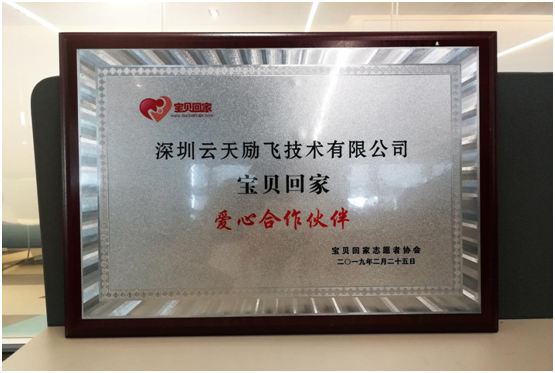 宝贝回家
深圳云天励飞技术有限公司
宝贝回家
爱心合作伙伴
宝贝回家志愿者协会
二〇一九年二月二十五日